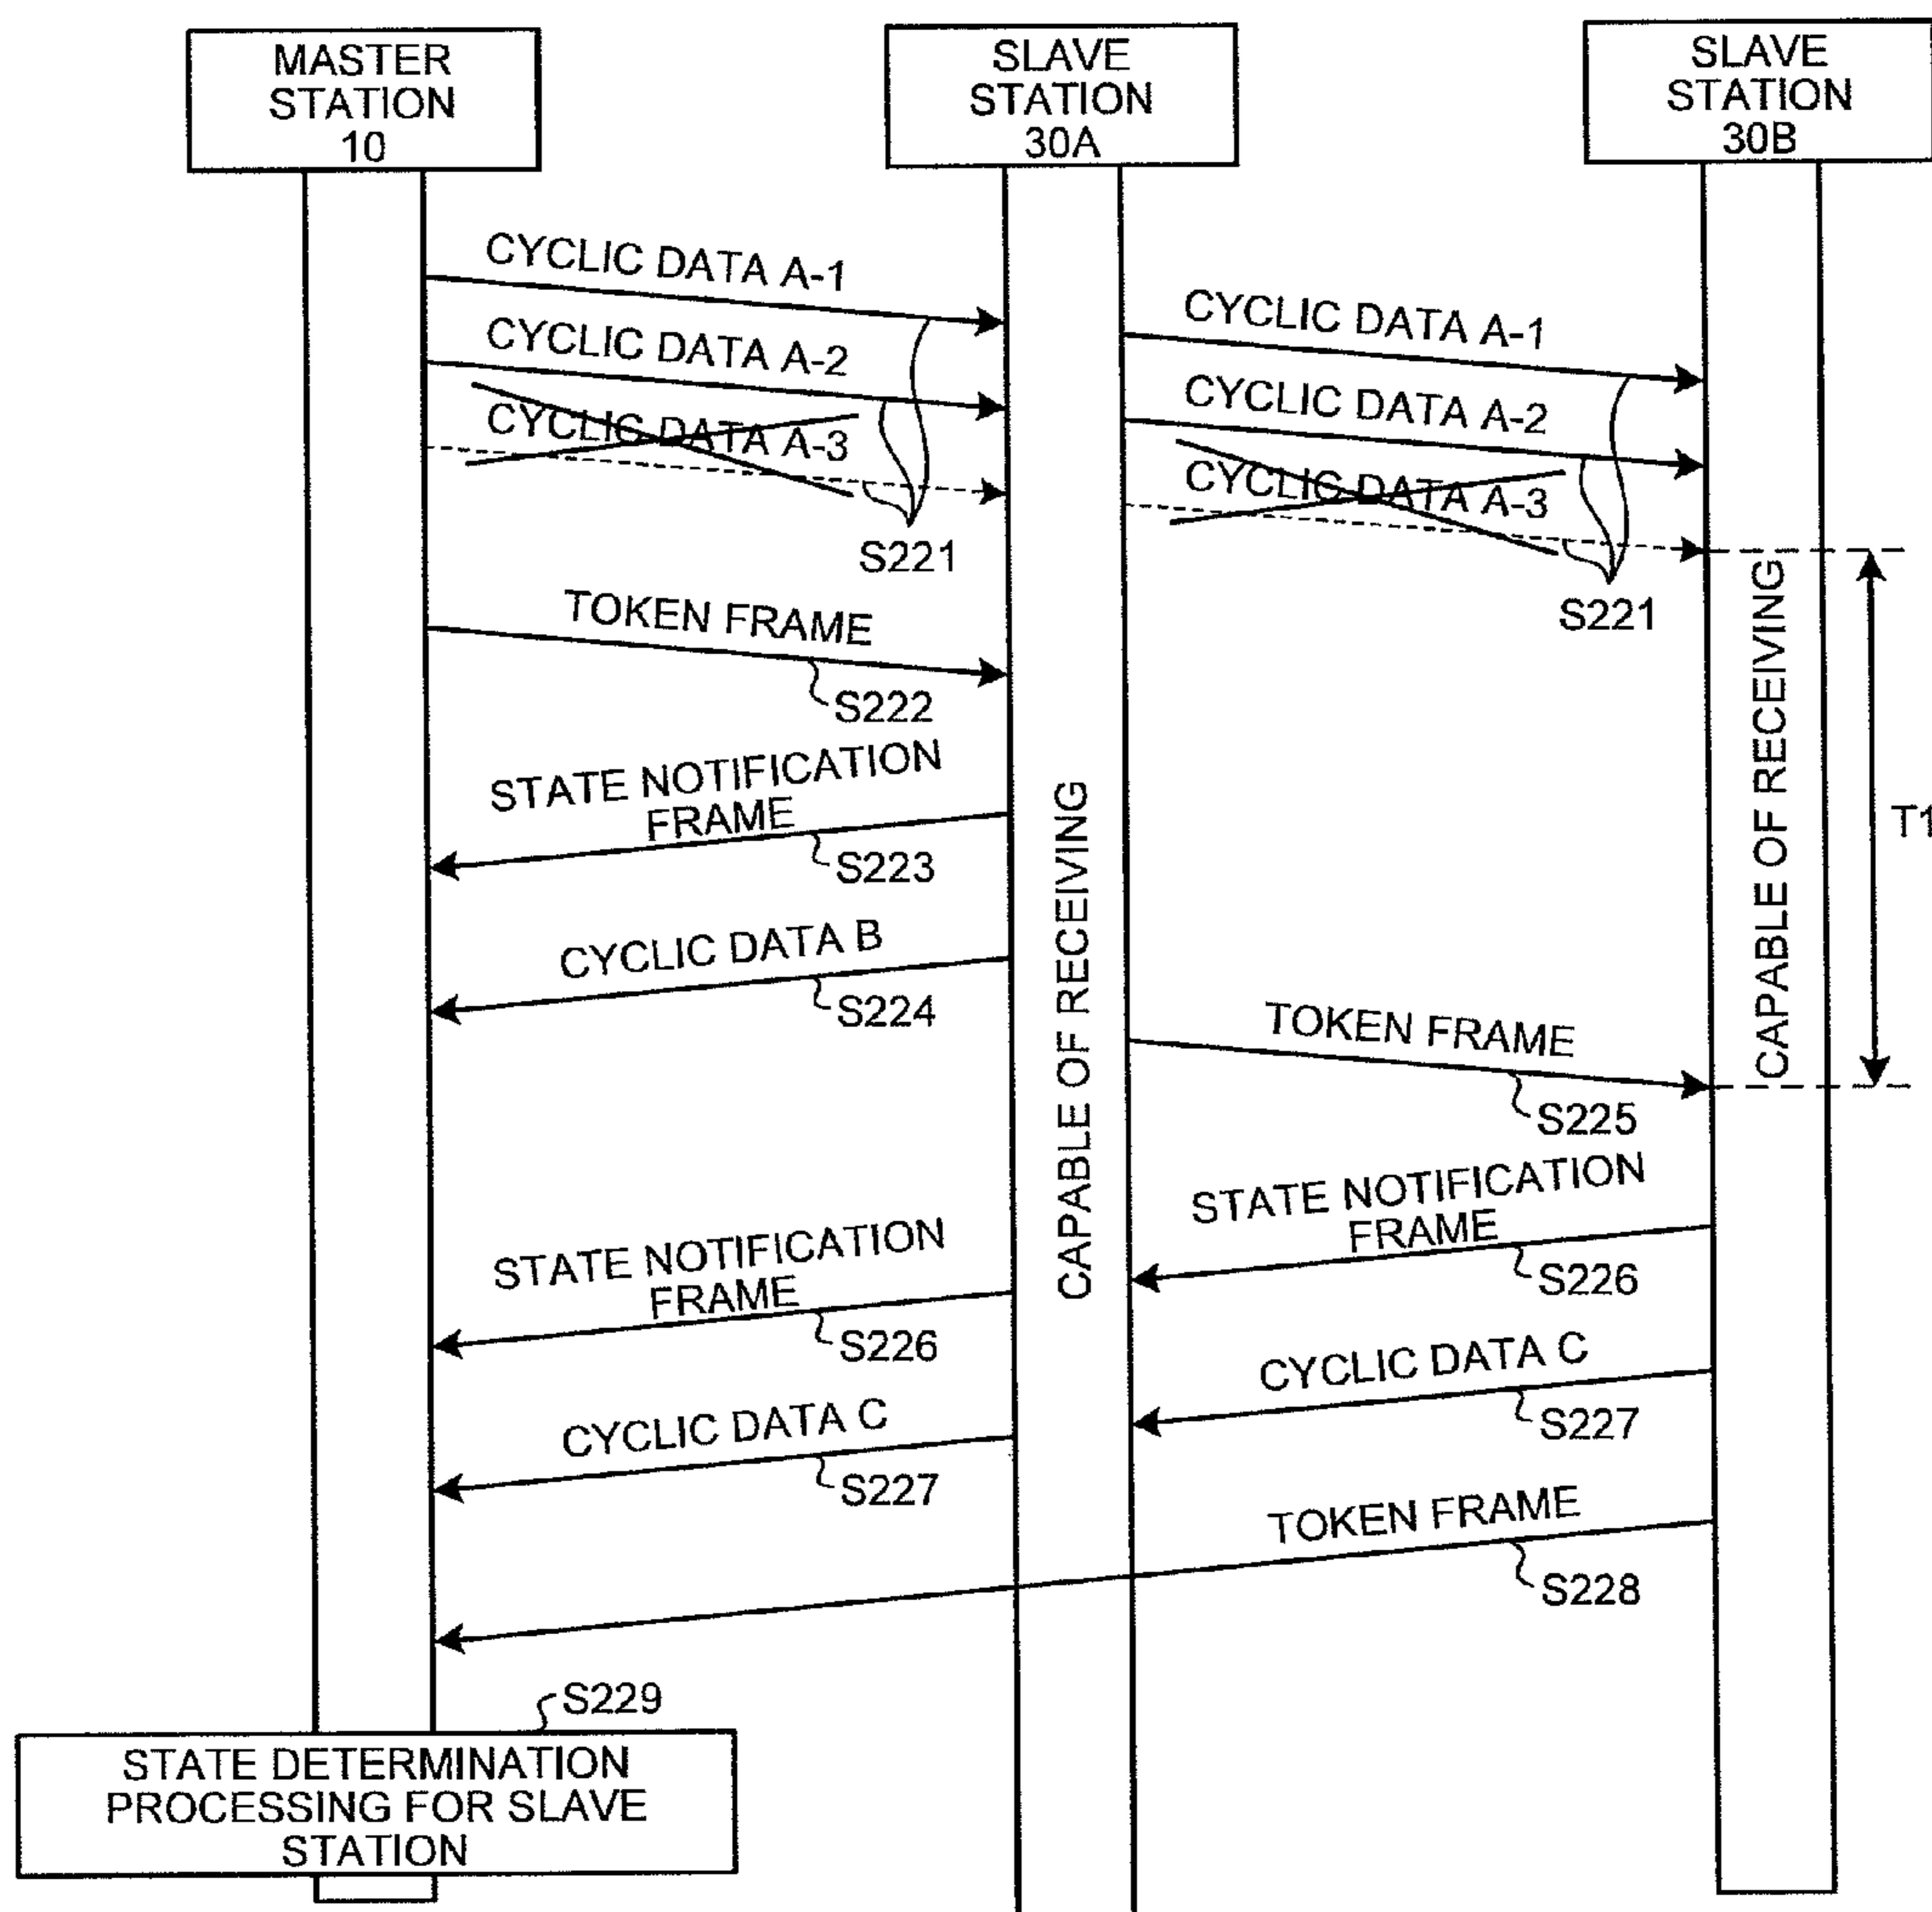 MASTER
STATION
10
SLAVE
STATION
30A
SLAVE
STATION
30B
CYCLIC DATA A-1
CYCLIC DATA A-1
CYCLIC DATA A-2
CYCLIC DATA A-2
CYCLIC DATA A-3
CYCLIC DATA A-3
S221
S221
TOKEN FRAME
S222
STATE NOTIFICATION
FRAME
S223
CAPABLE OF RECEIVING
CAPABLE OF RECEIVING
T1
CYCLIC DATA B
S224
TOKEN FRAME
S225
STATE NOTIFICATION
FRAME
S226
STATE NOTIFICATION
FRAME
S226
CYCLIC DATA C
S227
CYCLIC DATA C
S227
TOKEN FRAME
S228
S229
STATE DETERMINATION
PROCESSING FOR SLAVE
STATION